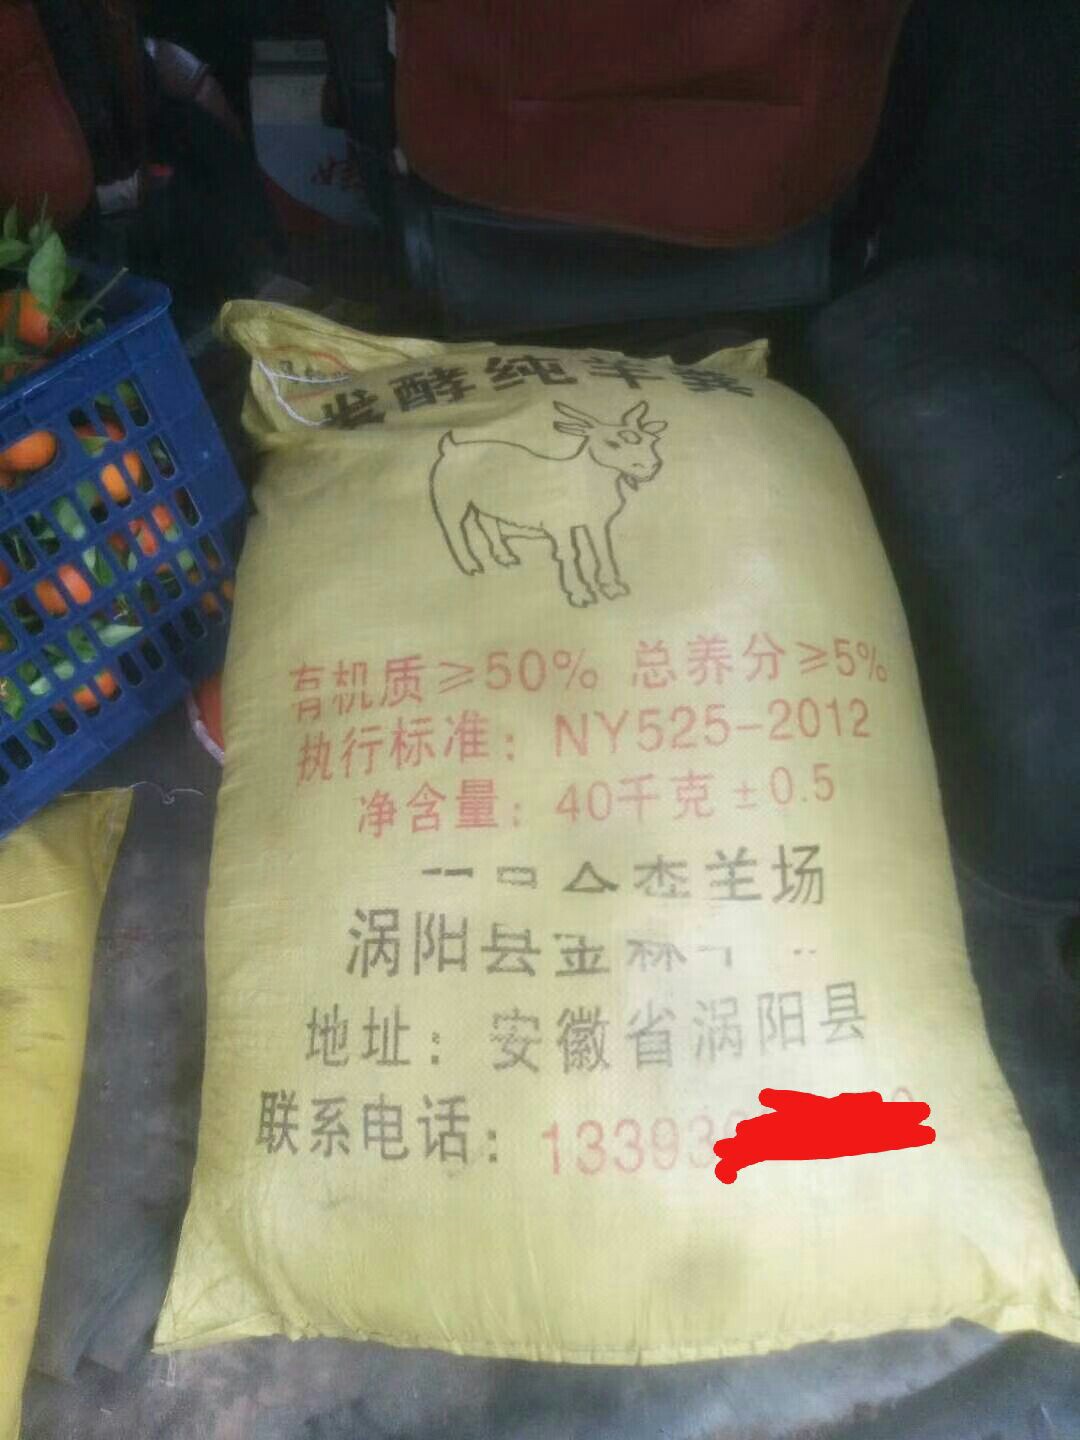 发酵纯羊粪
有机质≥50% 总养分≥5%
执行标准：NY525-2012
净含量：40千克±0.5
羊场
涡阳县金森
地址：安徽省涡阳县
联系电话：13393